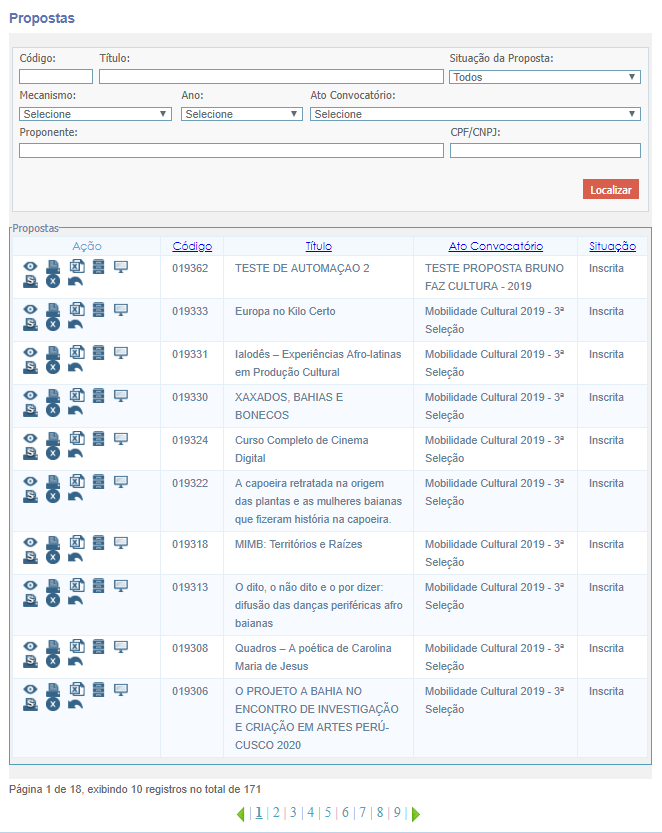 Propostas
Código: Título: Situação da Proposta:
Todos
Mecanismo: Ano: Ato Convocatório:
Selecione Selecione Selecione
Proponente: CPF/CNPJ:
Localizar
Propostas
Ação Código Título Ato Convocatório Situação
019362 TESTE DE AUTOMAÇAO 2 TESTE PROPOSTA BRUNO Inscrita
FAZ CULTURA - 2019
019333 Europa no Kilo Certo Mobilidade Cultural 2019 - 3ª Inscrita
Seleção
019331 Ialodês – Experiências Afro-latinas Mobilidade Cultural 2019 - 3ª Inscrita
em Produção Cultural Seleção
019330 XAXADOS, BAHIAS E Mobilidade Cultural 2019 - 3ª Inscrita
BONECOS Seleção
019324 Curso Completo de Cinema Mobilidade Cultural 2019 - 3ª Inscrita
Digital Seleção
019322 A capoeira retratada na origem Mobilidade Cultural 2019 - 3ª Inscrita
das plantas e as mulheres baianas Seleção
que fizeram história na capoeira.
019318 MIMB: Territórios e Raízes Mobilidade Cultural 2019 - 3ª Inscrita
Seleção
019313 O dito, o não dito e o por dizer: Mobilidade Cultural 2019 - 3ª Inscrita
difusão das danças periféricas afro Seleção
baianas
019308 Quadros – A poética de Carolina Mobilidade Cultural 2019 - 3ª Inscrita
Maria de Jesus Seleção
019306 O PROJETO A BAHIA NO Mobilidade Cultural 2019 - 3ª Inscrita
ENCONTRO DE INVESTIGAÇÃO Seleção
E CRIAÇÃO EM ARTES PERÚ-
CUSCO 2020
Página 1 de 18, exibindo 10 registros no total de 171
| 1 | 2 | 3 | 4 | 5 | 6 | 7 | 8 | 9 |